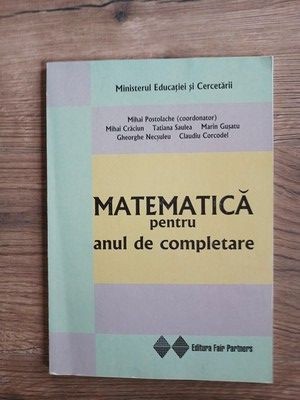 Ministerul Educației și Cercetării
Mihai Postolache (coordonator)
Mihai Crăciun Tatiana Saulea Marin Gușatu
Gheorghe Necșuleu Claudiu Corcodel
MATEMATICĂ
pentru
anul de completare
Editura Fair Partners